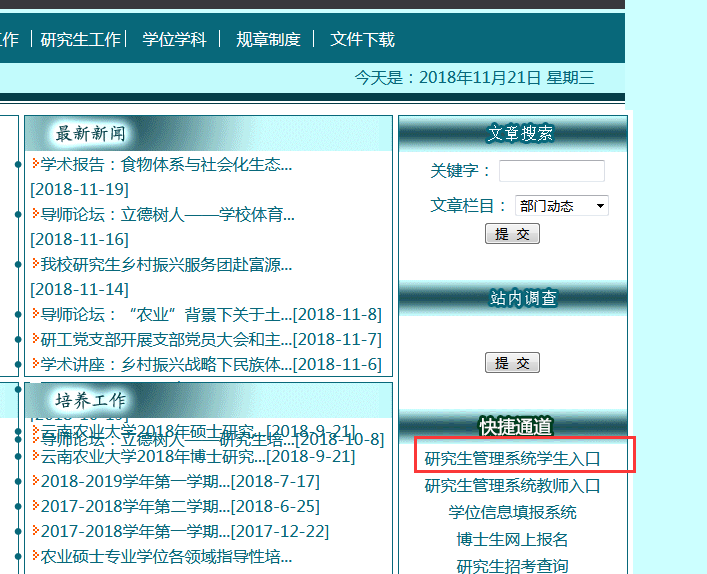 工作 研究生工作 学位学科 规章制度 文件下载
今天是：2018年11月21日 星期三
最新新闻
学术报告：食物体系与社会化生态...
[2018-11-19]
导师论坛：立德树人——学校体育...
[2018-11-16]
我校研究生乡村振兴服务团赴富源...
[2018-11-14]
导师论坛：“农业”背景下关于土...[2018-11-8]
研工党支部开展支部党员大会和主...[2018-11-7]
学术讲座：乡村振兴战略下民族体...[2018-11-6]
培养工作
云南农业大学2018年硕士研究...[2018-9-21]
导师论坛：立德树人——研究生培...[2018-10-8]
云南农业大学2018年博士研究...[2018-9-21]
2018-2019学年第一学期...[2018-7-17]
2017-2018学年第二学期...[2018-6-25]
2017-2018学年第一学期...[2017-12-22]
农业硕士专业学位各领域指导性培...
文章搜索
关键字：
文章栏目： 部门动态
提 交
站内调查
提 交
快捷通道
研究生管理系统学生入口
研究生管理系统教师入口
学位信息填报系统
博士生网上报名
研究生招考查询